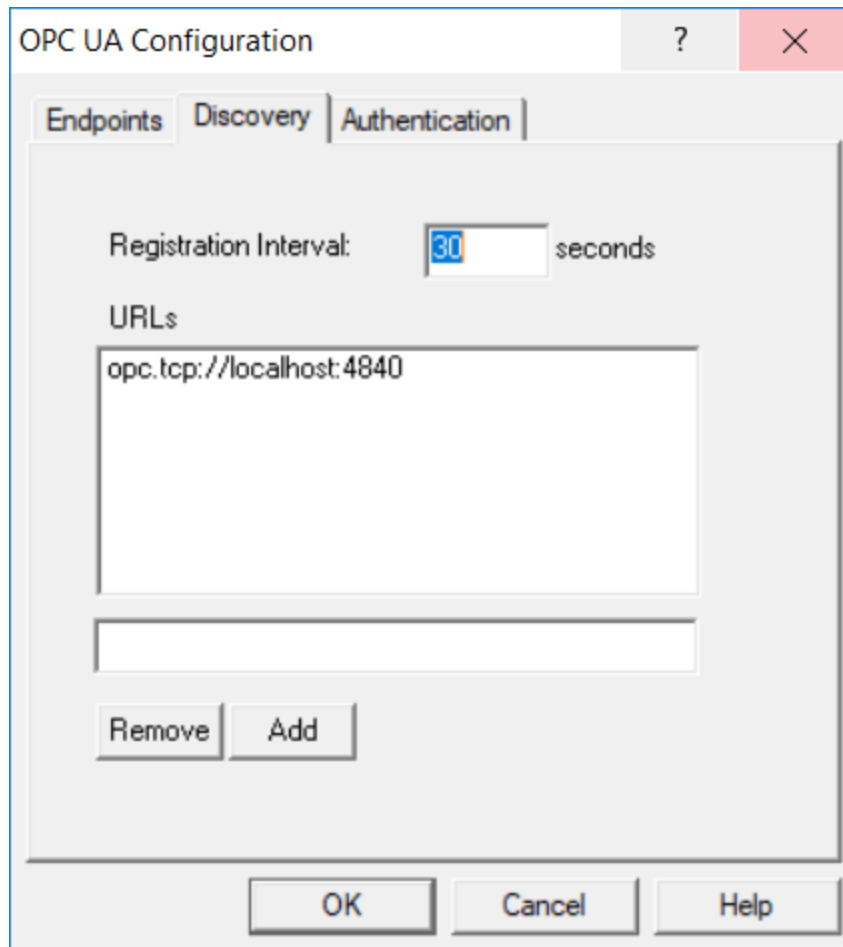 OPC UA Configuration ?
Endpoints Discovery Authentication
Registration Interval: 30 seconds
URLs
opc.tcp://localhost:4840
Remove Add
OK Cancel Help